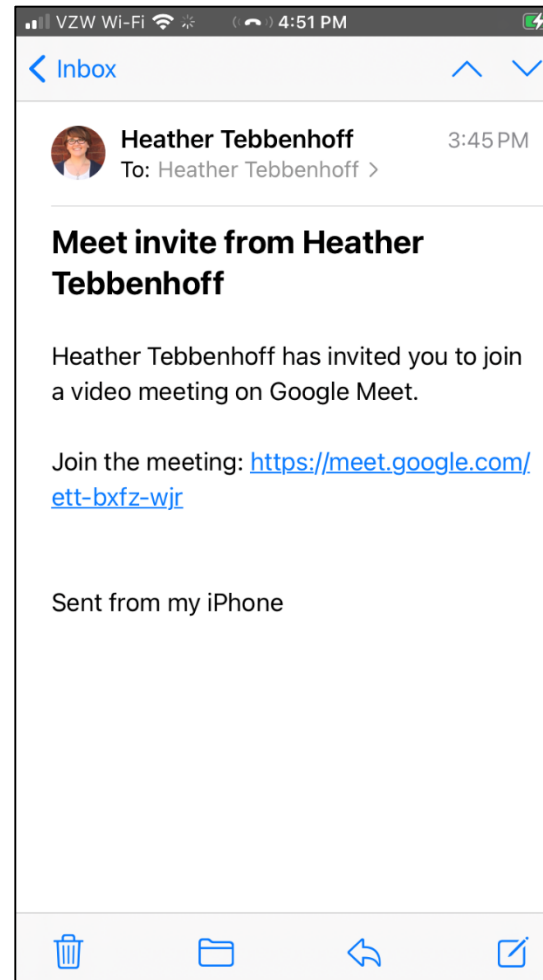 VZW Wi-Fi 4:51 PM
Inbox
Heather Tebbenhoff 3:45 PM
To: Heather Tebbenhoff >
Meet invite from Heather
Tebbenhoff
Heather Tebbenhoff has invited you to join
a video meeting on Google Meet.
Join the meeting: https://meet.google.com/
ett-bxfz-wjr
Sent from my iPhone